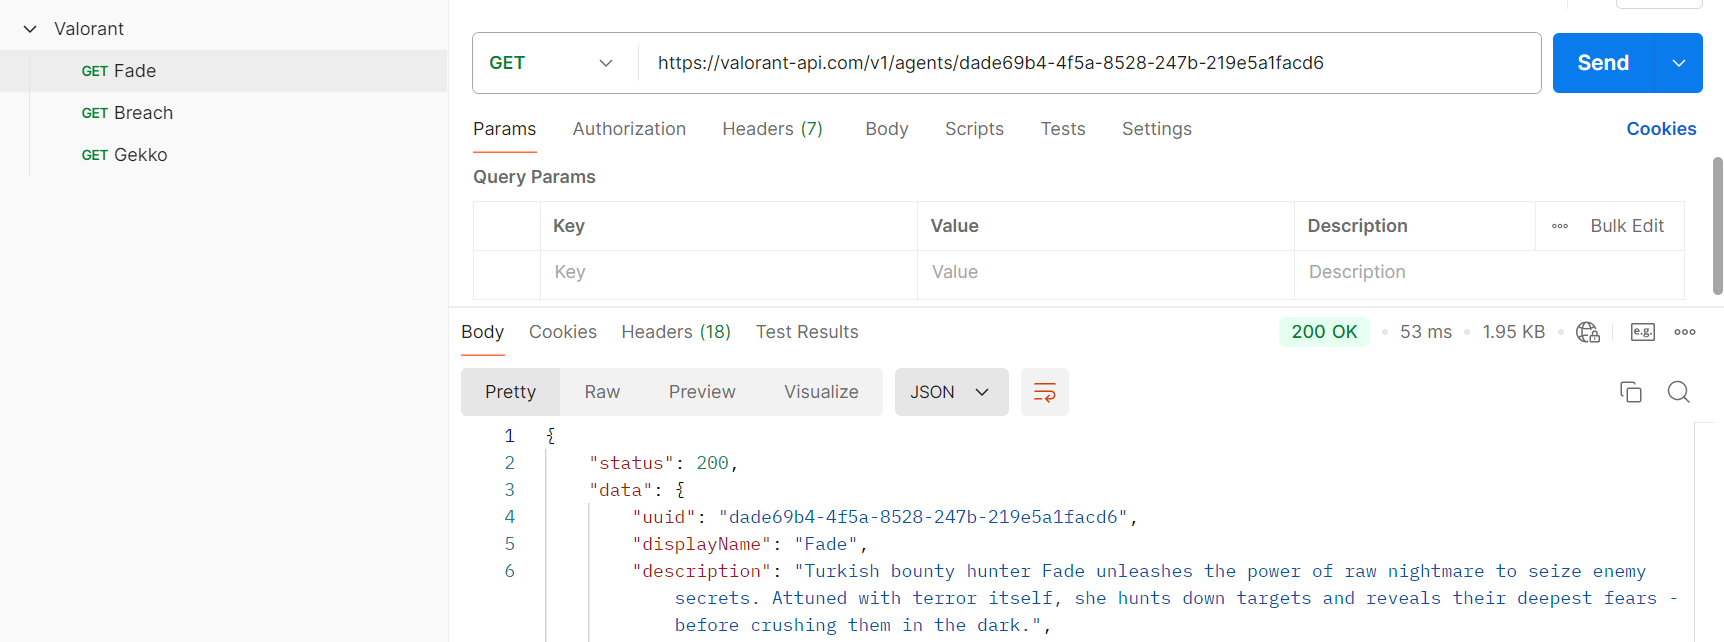 Valorant
GET Fade
GET Breach
GET Gekko
GET
https://valorant-api.com/v1/agents/dade69b4-4f5a-8528-247b-219e5a1facd6
Send
Params Authorization Headers (7) Body Scripts Tests Settings Cookies
Query Params
Key Value Description Bulk Edit
Key Value Description
Body Cookies Headers (18) Test Results 200 OK 53 ms 1.95 KB e.g.
Pretty Raw Preview Visualize JSON
1 {
2 "status": 200,
3 "data": {
4 "uuid": "dade69b4-4f5a-8528-247b-219e5a1facd6",
5 "displayName": "Fade",
6 "description": "Turkish bounty hunter Fade unleashes the power of raw nightmare to seize enemy
secrets. Attuned with terror itself, she hunts down targets and reveals their deepest fears -
before crushing them in the dark.",